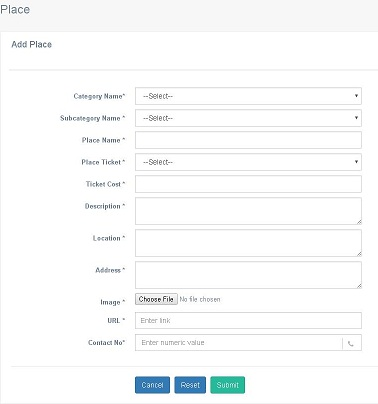 Place
Add Place
Category Name*
--Select--
Subcategory Name *
--Select--
Place Name *
Place Ticket *
--Select--
Ticket Cost *
Description *
Location *
Address *
Image *
Choose File No file chosen
URL *
Enter link
Contact No*
Enter numeric value
Cancel Reset Submit